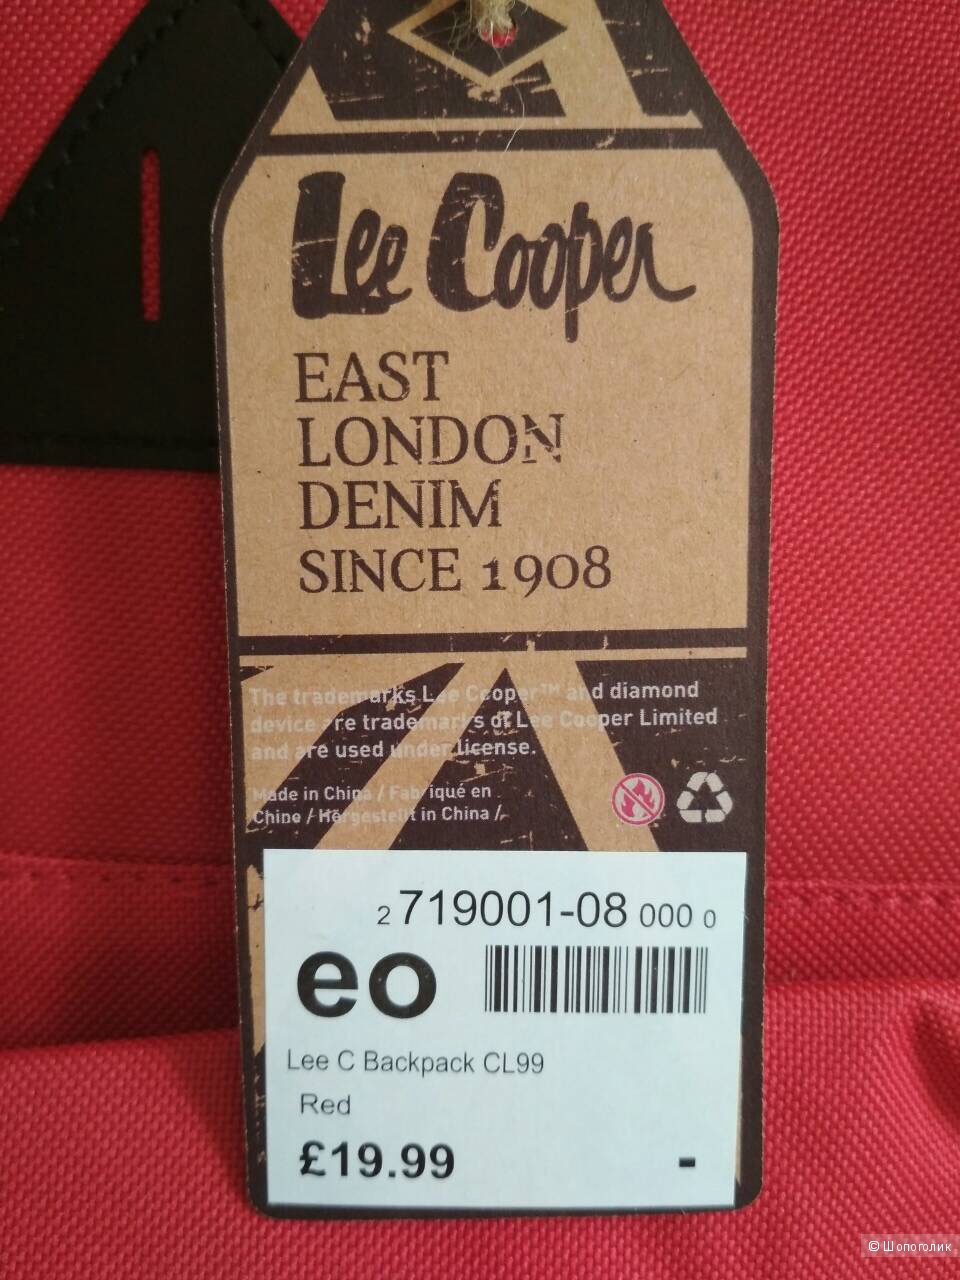 Lee Cooper
EAST
LONDON
DENIM
SINCE 1908
The trademarks Lee Cooper™ and diamond
device are trademarks of Lee Cooper Limited
and are used under license.
Made in China / Fabriqué en
Chine / Hergestellt in China /
2 719001-08 000 0
eo
Lee C Backpack CL99
Red
£19.99 -
© Шопоголик